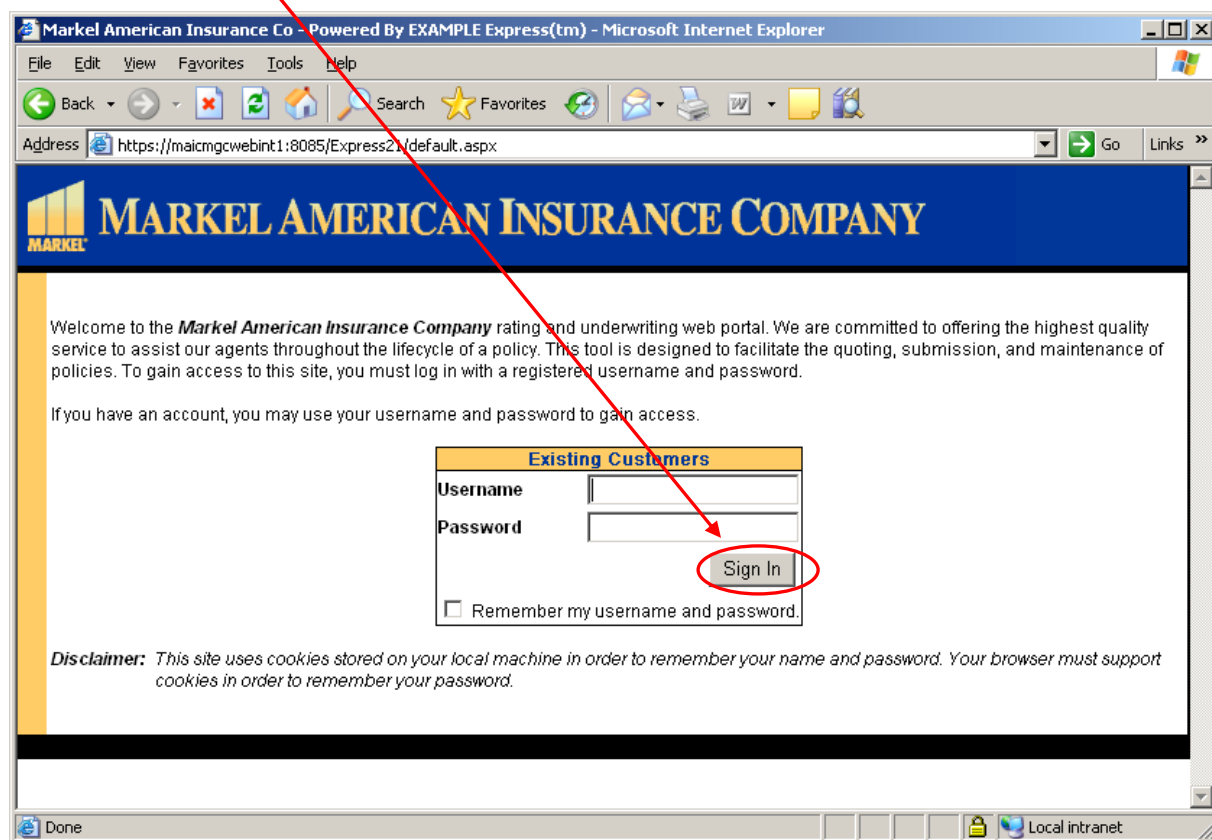 Markel American Insurance Co - Powered By EXAMPLE Express(tm) - Microsoft Internet Explorer
File Edit View Favorites Tools Help
Back Search Favorites
Address https://maicmgcwebint1:8085/Express21/default.aspx Go Links »
MARKEL® MARKEL AMERICAN INSURANCE COMPANY
Welcome to the Markel American Insurance Company rating and underwriting web portal. We are committed to offering the highest quality
service to assist our agents throughout the lifecycle of a policy. This tool is designed to facilitate the quoting, submission, and maintenance of
policies. To gain access to this site, you must log in with a registered username and password.
If you have an account, you may use your username and password to gain access.
Existing Customers
Username
Password
Sign In
Remember my username and password.
Disclaimer: This site uses cookies stored on your local machine in order to remember your name and password. Your browser must support
cookies in order to remember your password.
Done Local intranet